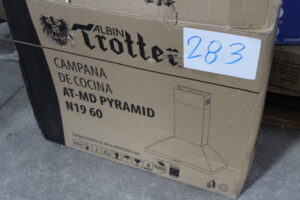 ALBIN
Trotter
283
CAMPANA
DE COCINA
AT-MD PYRAMID
N19 60